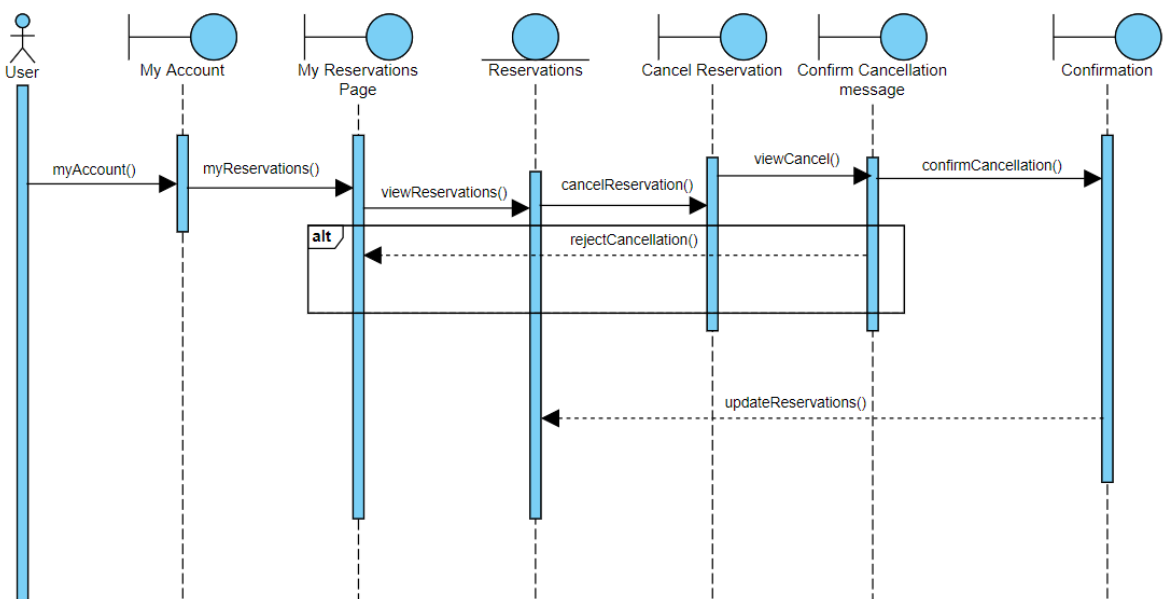 User
My Account
My Reservations
Page
Reservations
Cancel Reservation
Confirm Cancellation
message
Confirmation
myAccount()
myReservations()
viewReservations()
cancelReservation()
viewCancel()
confirmCancellation()
alt
rejectCancellation()
updateReservations()